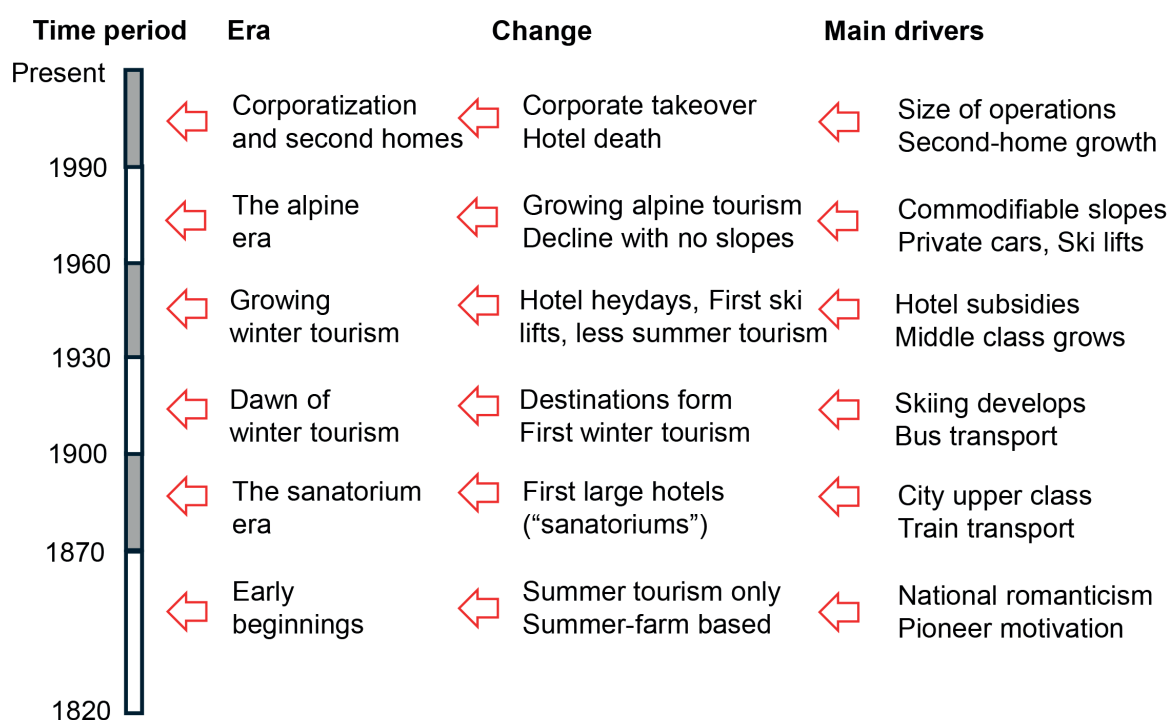 Time period Era Change Main drivers
Present
Corporatization
and second homes
Corporate takeover
Hotel death
Size of operations
Second-home growth
1990
The alpine
era
Growing alpine tourism
Decline with no slopes
Commodifiable slopes
Private cars, Ski lifts
1960
Growing
winter tourism
Hotel heydays, First ski
lifts, less summer tourism
Hotel subsidies
Middle class grows
1930
Dawn of
winter tourism
Destinations form
First winter tourism
Skiing develops
Bus transport
1900
The sanatorium
era
First large hotels
(“sanatoriums”)
City upper class
Train transport
1870
Early
beginnings
Summer tourism only
Summer-farm based
National romanticism
Pioneer motivation
1820